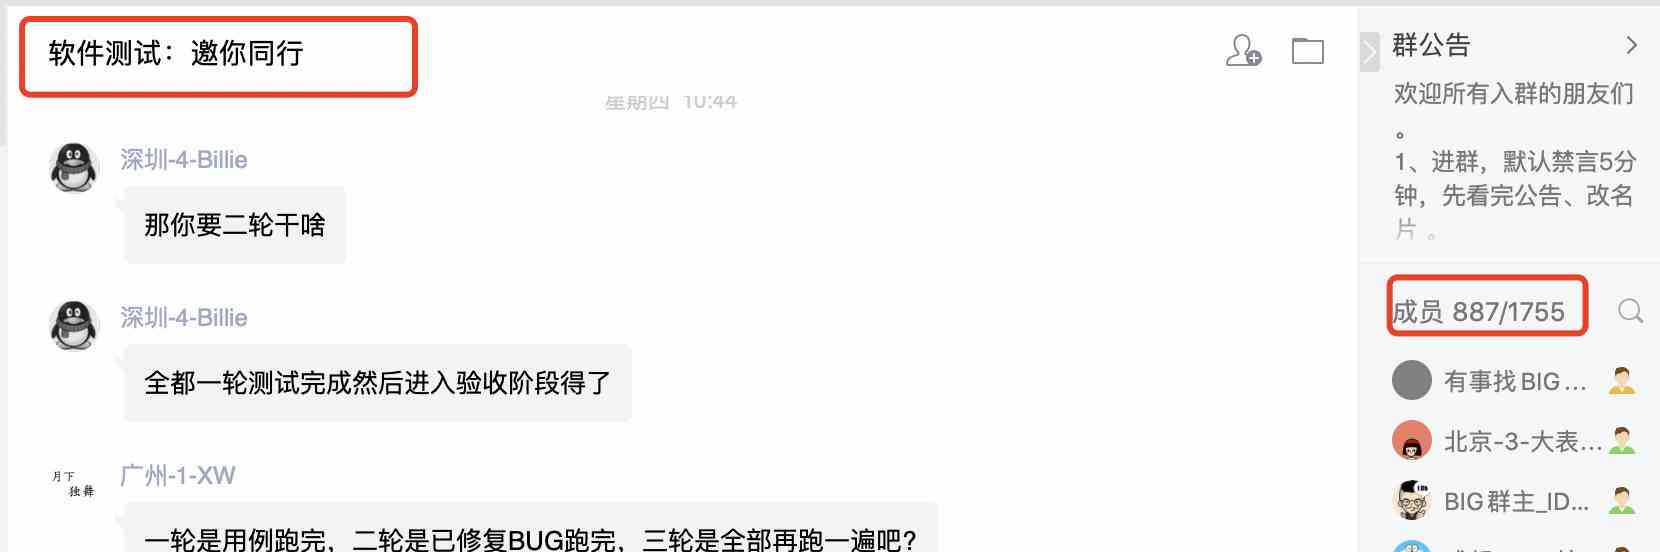 软件测试：邀你同行
星期四 10:44
深圳-4-Billie
那你要二轮干啥
深圳-4-Billie
全都一轮测试完成然后进入验收阶段得了
月下
独舞
广州-1-XW
一轮是用例跑完，二轮是已修复BUG跑完，三轮是全部再跑一遍吧?
群公告
欢迎所有入群的朋友们
。
1、进群，默认禁言5分
钟，先看完公告、改名
片 。
成员 887/1755
有事找BIG...
北京-3-大表...
BIG群主_ID...